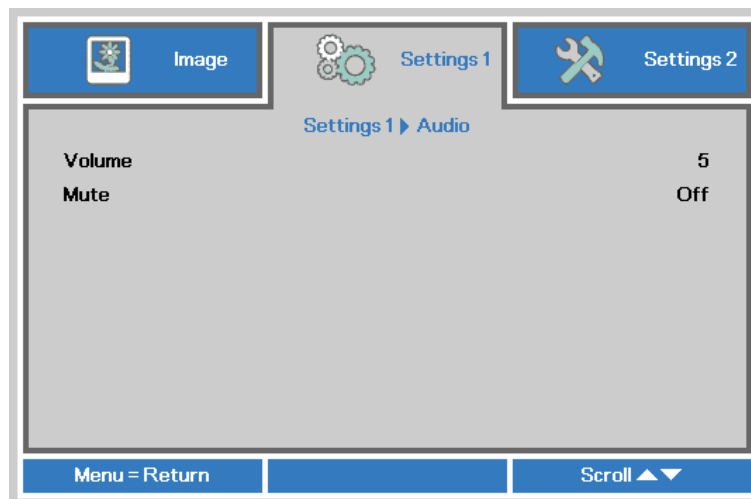 Image
Settings 1
Settings 2
Settings 1 ▶ Audio
Volume 5
Mute Off
Menu = Return
Scroll ▲▼